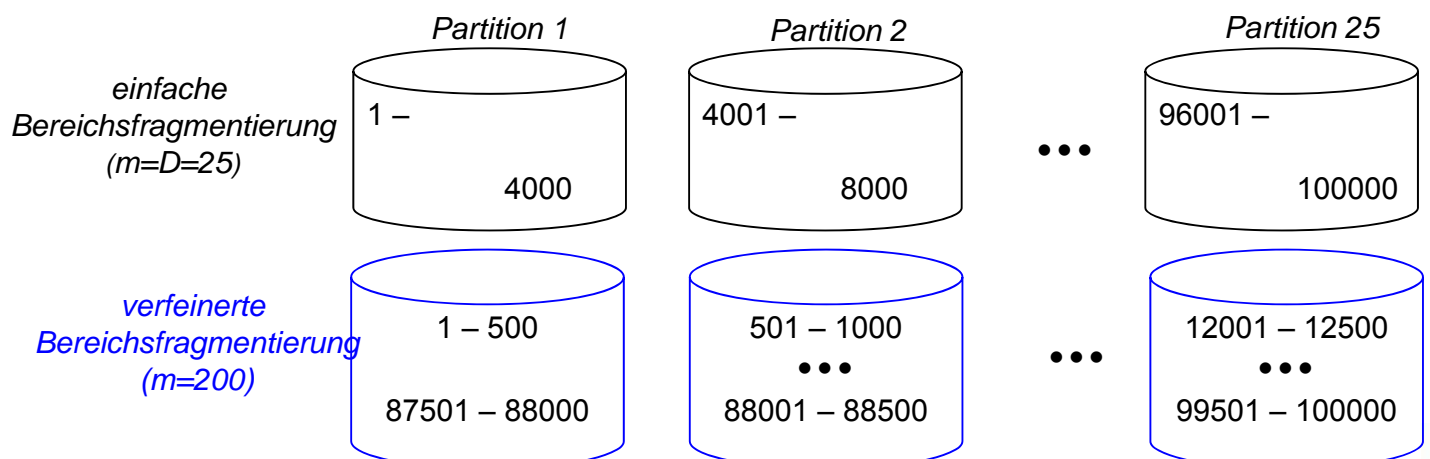 Partition 1 Partition 2 Partition 25
einfache
Bereichsfragmentierung
(m=D=25)
1 – 4001 – 96001 –
•••
4000 8000 100000
verfeinerte
Bereichsfragmentierung
(m=200)
1 – 500 501 – 1000 12001 – 12500
••• ••• •••
87501 – 88000 88001 – 88500 99501 – 100000